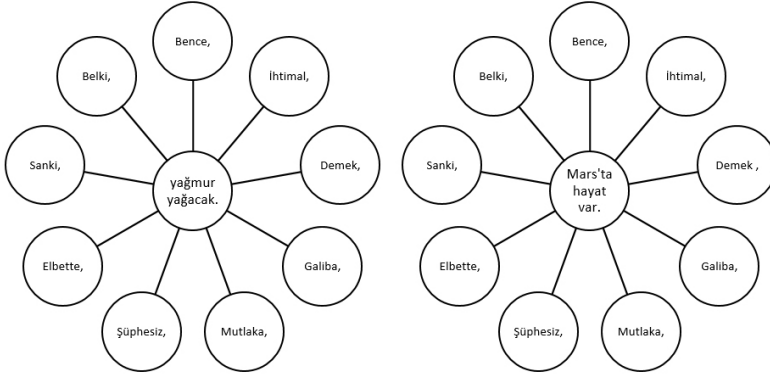 Bence,
Belki,
İhtimal,
Sanki,
Demek,
yağmur
yağacak.
Elbette,
Galiba,
Şüphesiz,
Mutlaka,
Bence,
Belki,
İhtimal,
Sanki,
Demek ,
Mars'ta
hayat
var.
Elbette,
Galiba,
Şüphesiz,
Mutlaka,